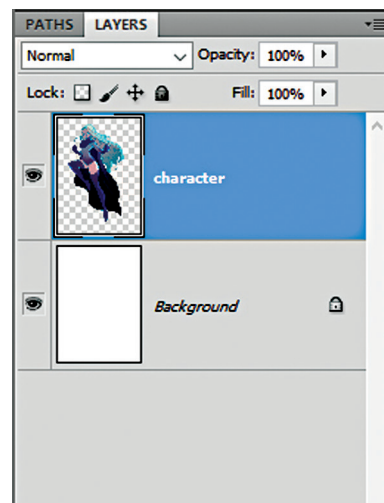 PATHS LAYERS
Normal Opacity: 100%
Lock: Fill: 100%
character
Background